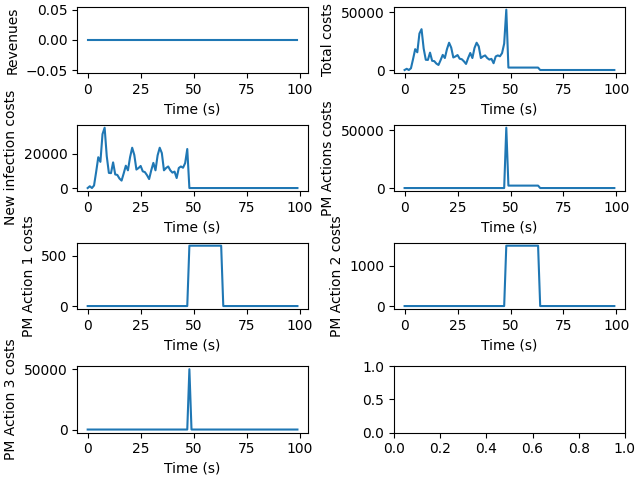 Revenues
0.05
0.00
−0.05
0 25 50 75 100
Time (s)
Total costs
50000
0
0 25 50 75 100
Time (s)
New infection costs
20000
0
0 25 50 75 100
Time (s)
PM Actions costs
50000
0
0 25 50 75 100
Time (s)
PM Action 1 costs
500
0
0 25 50 75 100
Time (s)
PM Action 2 costs
1000
0
0 25 50 75 100
Time (s)
PM Action 3 costs
50000
0
0 25 50 75 100
Time (s)
1.0
0.5
0.0
0.0 0.2 0.4 0.6 0.8 1.0